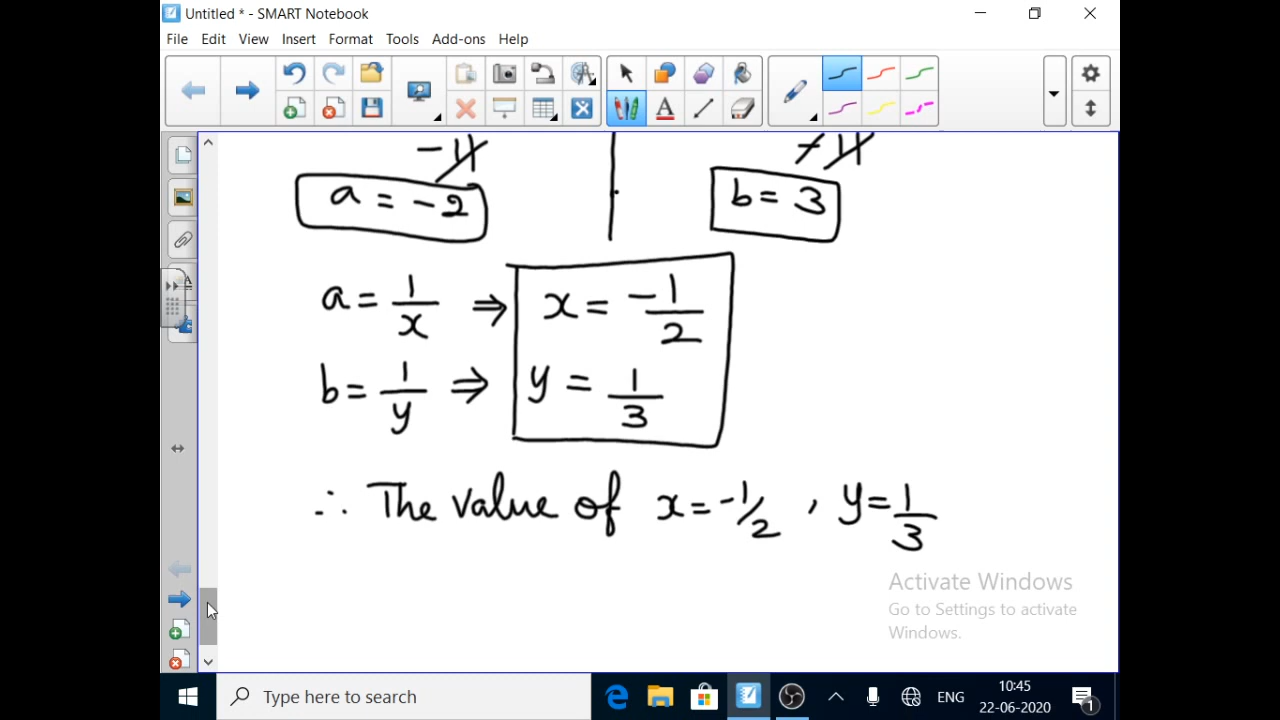 Untitled * - SMART Notebook
File Edit View Insert Format Tools Add-ons Help
a = -2
b = 3
a = 1/x ⇒ x = -1/2
b = 1/y ⇒ y = 1/3
∴ The value of x = -1/2 , y = 1/3
Activate Windows
Go to Settings to activate
Windows.
Type here to search
ENG
10:45
22-06-2020
1